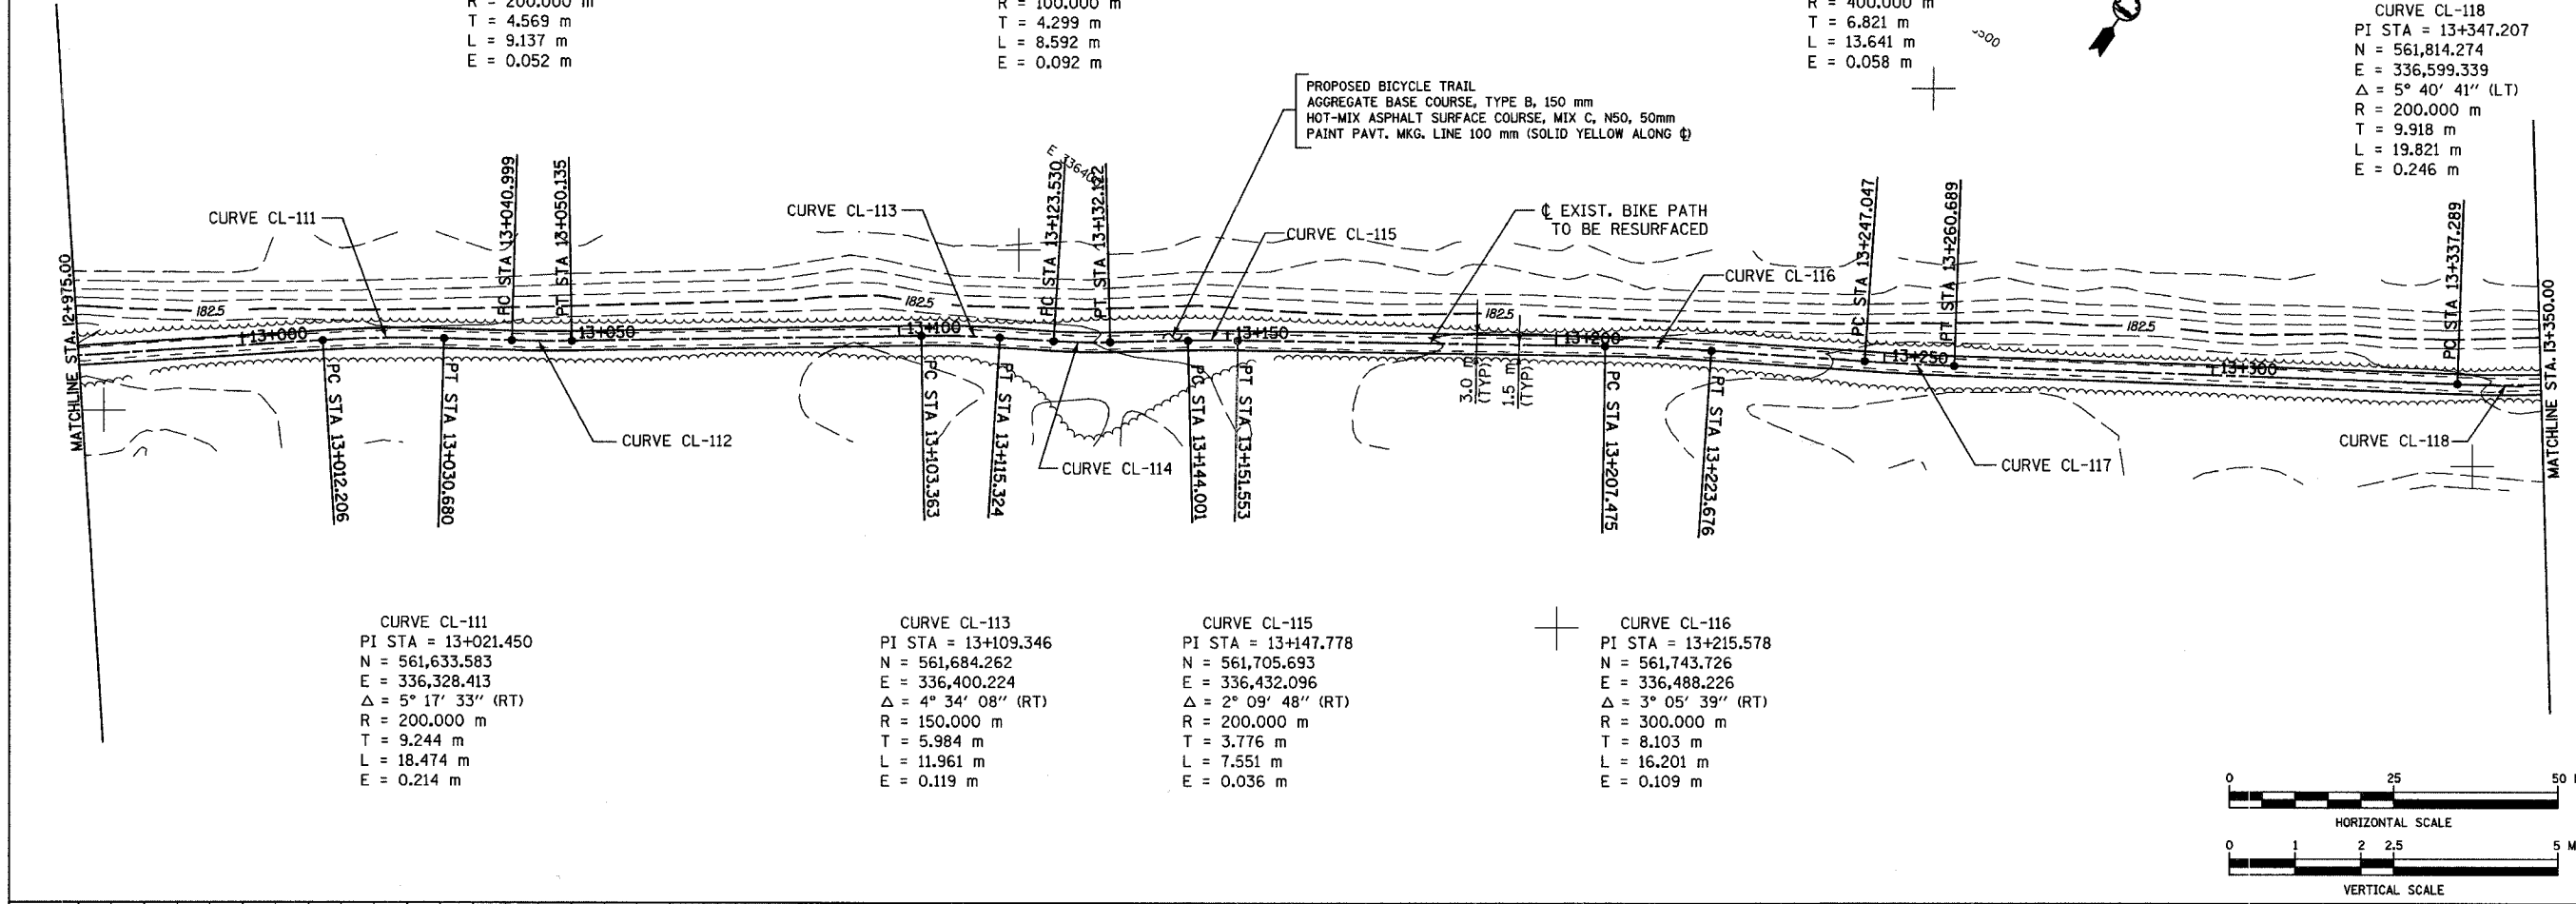 R = 200.000 m
T = 4.569 m
L = 9.137 m
E = 0.052 m
R = 100.000 m
T = 4.299 m
L = 8.592 m
E = 0.092 m
R = 400.000 m
T = 6.821 m
L = 13.641 m
E = 0.058 m
CURVE CL-118
PI STA = 13+347.207
N = 561,814.274
E = 336,599.339
Δ = 5° 40' 41" (LT)
R = 200.000 m
T = 9.918 m
L = 19.821 m
E = 0.246 m
PROPOSED BICYCLE TRAIL
AGGREGATE BASE COURSE, TYPE B, 150 mm
HOT-MIX ASPHALT SURFACE COURSE, MIX C, N50, 50mm
PAINT PAVT. MKG. LINE 100 mm (SOLID YELLOW ALONG ℄)
MATCHLINE STA. 12+975.00
CURVE CL-111
PC STA 13+040.999
PT STA 13+050.135
CURVE CL-113
PC STA 13+123.530
PT STA 13+132.122
CURVE CL-115
℄ EXIST. BIKE PATH
TO BE RESURFACED
CURVE CL-116
PC STA 13+247.047
PT STA 13+260.689
PC STA 13+337.289
MATCHLINE STA. 13+350.00
182.5
182.5
182.5
182.5
13+000
13+050
13+100
13+150
13+200
13+250
13+300
3.0 m
(TYP)
1.5 m
(TYP)
PC STA 13+012.206
PT STA 13+030.680
CURVE CL-112
PC STA 13+103.363
PT STA 13+115.324
CURVE CL-114
PC STA 13+144.001
PT STA 13+151.553
PC STA 13+207.475
PT STA 13+223.676
CURVE CL-117
CURVE CL-118
CURVE CL-111
PI STA = 13+021.450
N = 561,633.583
E = 336,328.413
Δ = 5° 17' 33" (RT)
R = 200.000 m
T = 9.244 m
L = 18.474 m
E = 0.214 m
CURVE CL-113
PI STA = 13+109.346
N = 561,684.262
E = 336,400.224
Δ = 4° 34' 08" (RT)
R = 150.000 m
T = 5.984 m
L = 11.961 m
E = 0.119 m
CURVE CL-115
PI STA = 13+147.778
N = 561,705.693
E = 336,432.096
Δ = 2° 09' 48" (RT)
R = 200.000 m
T = 3.776 m
L = 7.551 m
E = 0.036 m
CURVE CL-116
PI STA = 13+215.578
N = 561,743.726
E = 336,488.226
Δ = 3° 05' 39" (RT)
R = 300.000 m
T = 8.103 m
L = 16.201 m
E = 0.109 m
0 25 50
HORIZONTAL SCALE
0 1 2 2.5 5 M
VERTICAL SCALE